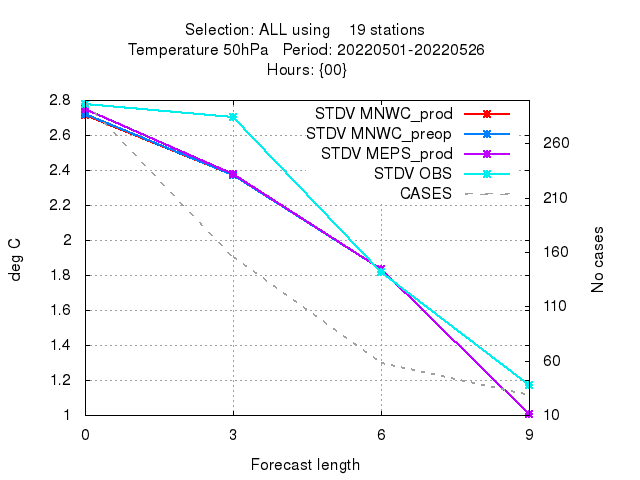 Selection: ALL using 19 stations
Temperature 50hPa Period: 20220501-20220526
Hours: {00}
STDV MNWC_prod
STDV MNWC_preop
STDV MEPS_prod
STDV OBS
CASES
deg C
2.8
2.6
2.4
2.2
2
1.8
1.6
1.4
1.2
1
260
210
160
110
60
10
No cases
0 3 6 9
Forecast length